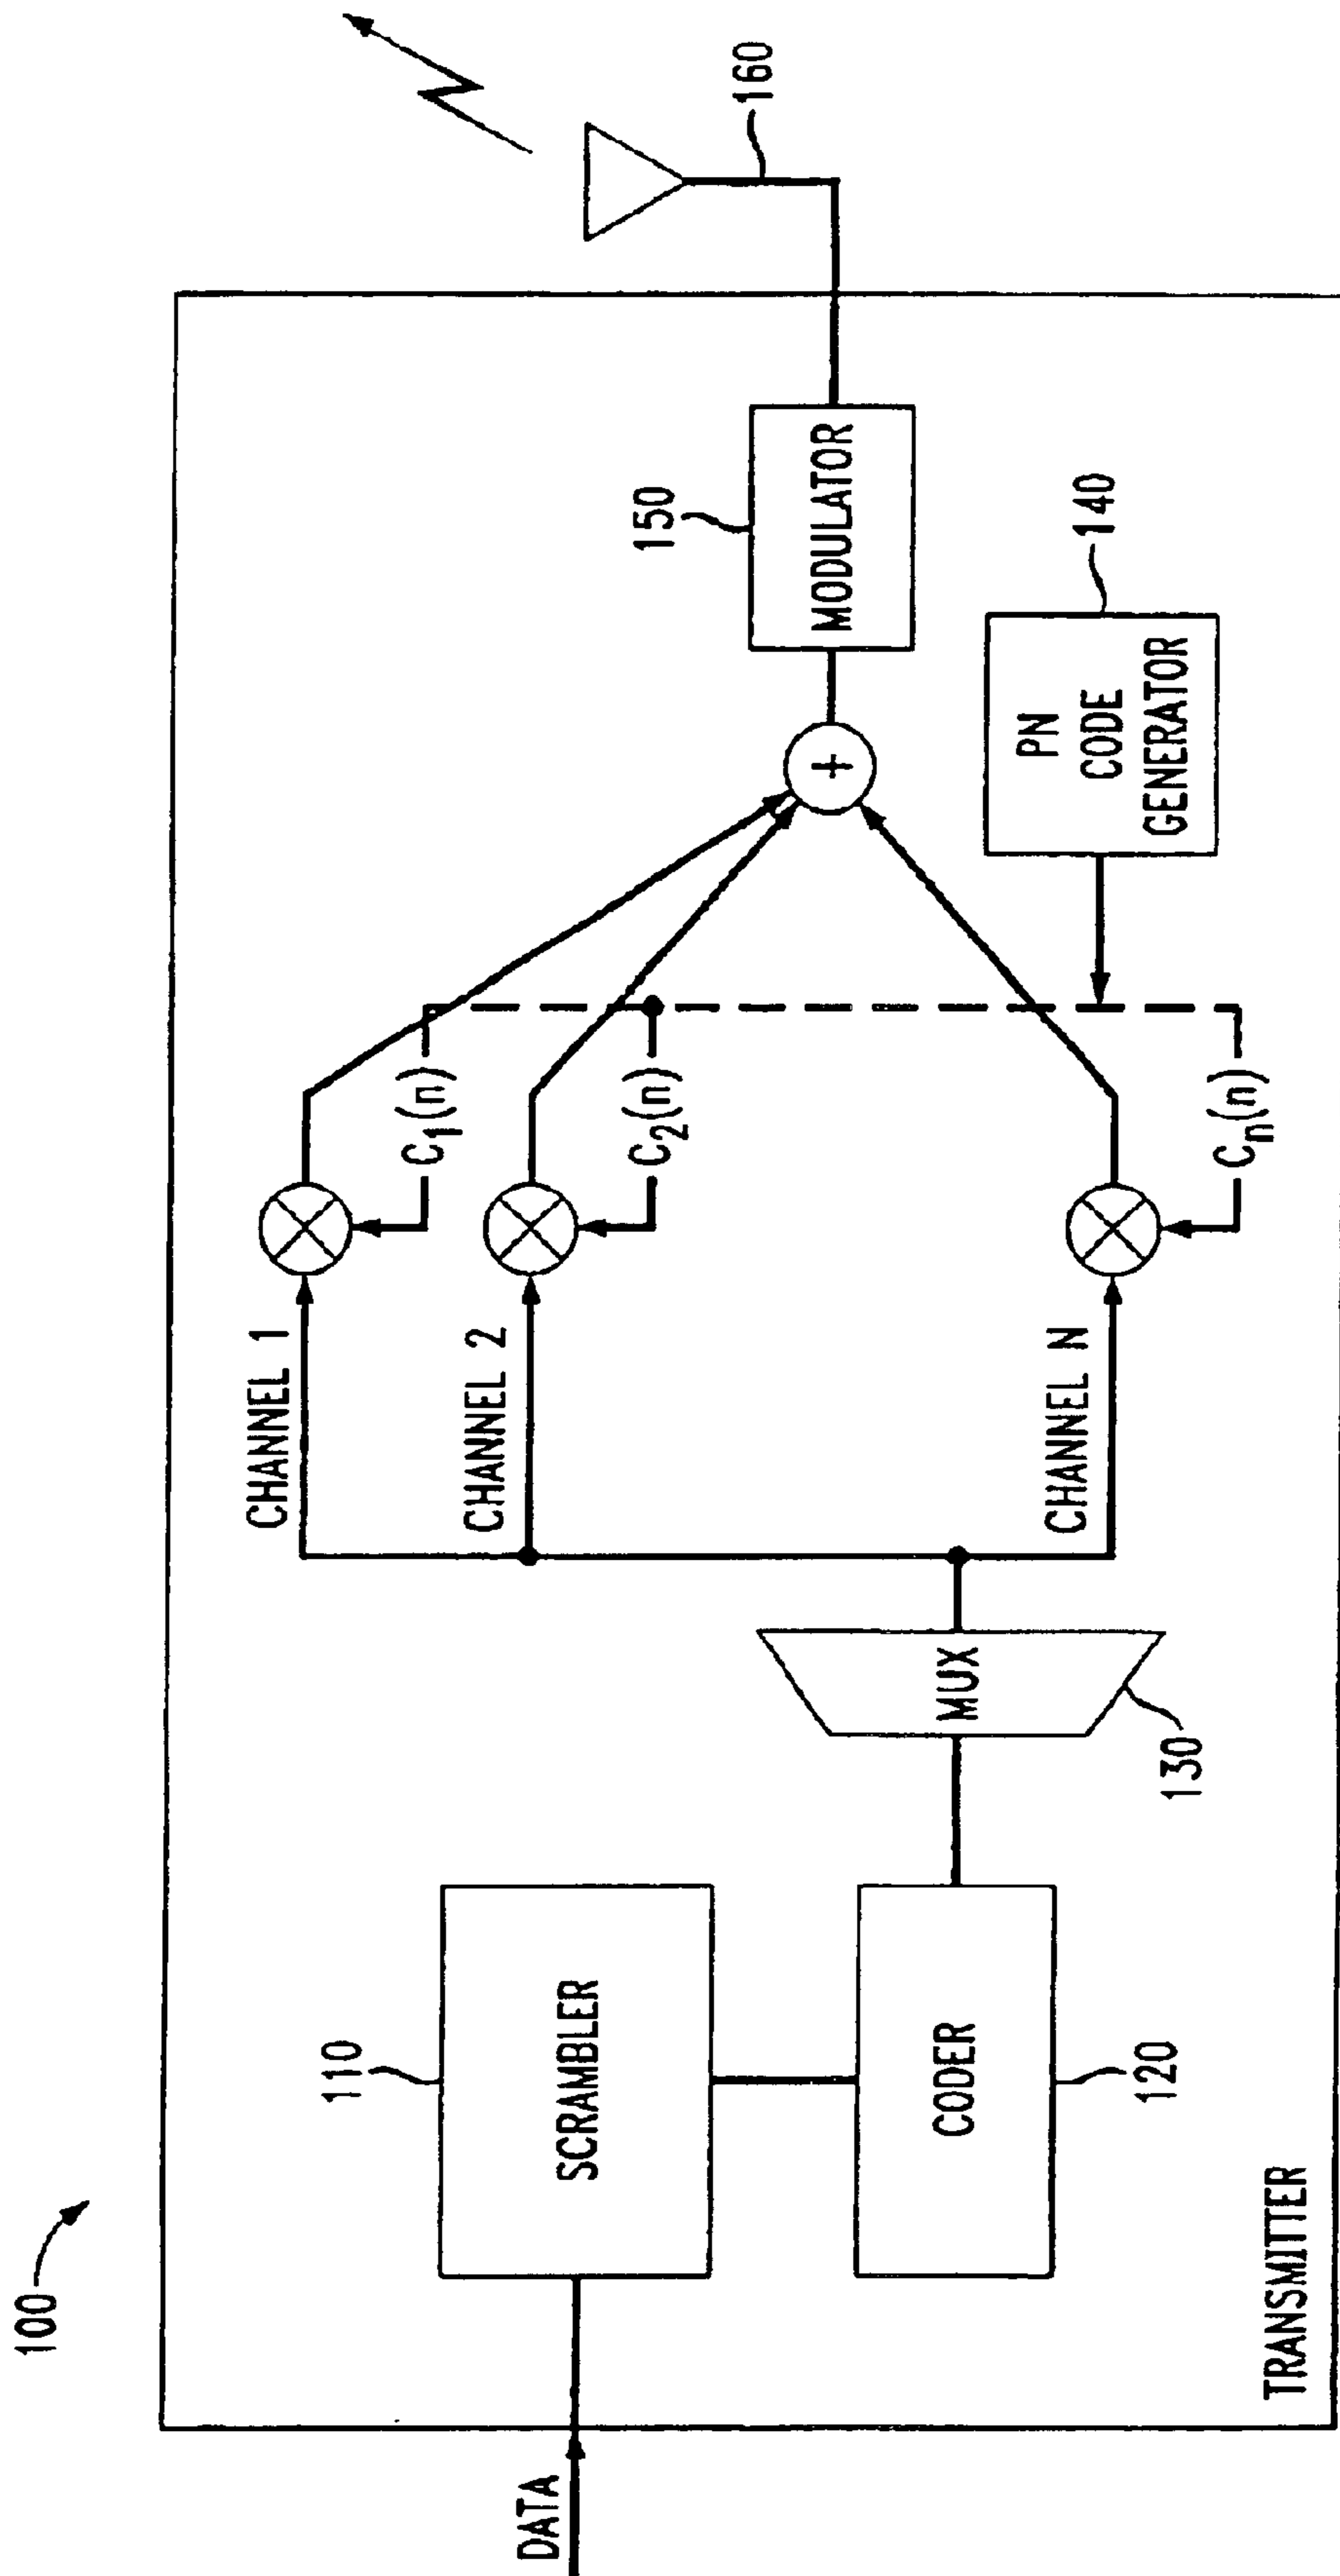 100
DATA
110
SCRAMBLER
CODER
120
TRANSMITTER
MUX
130
CHANNEL 1
CHANNEL 2
CHANNEL N
C1(n)
C2(n)
Cn(n)
+
150
MODULATOR
PN
CODE
GENERATOR
140
160